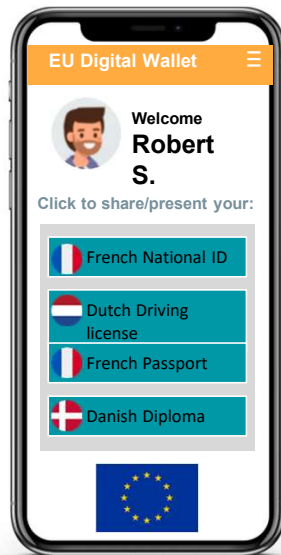 EU Digital Wallet
Welcome
Robert
S.
Click to share/present your:
French National ID
Dutch Driving
license
French Passport
Danish Diploma